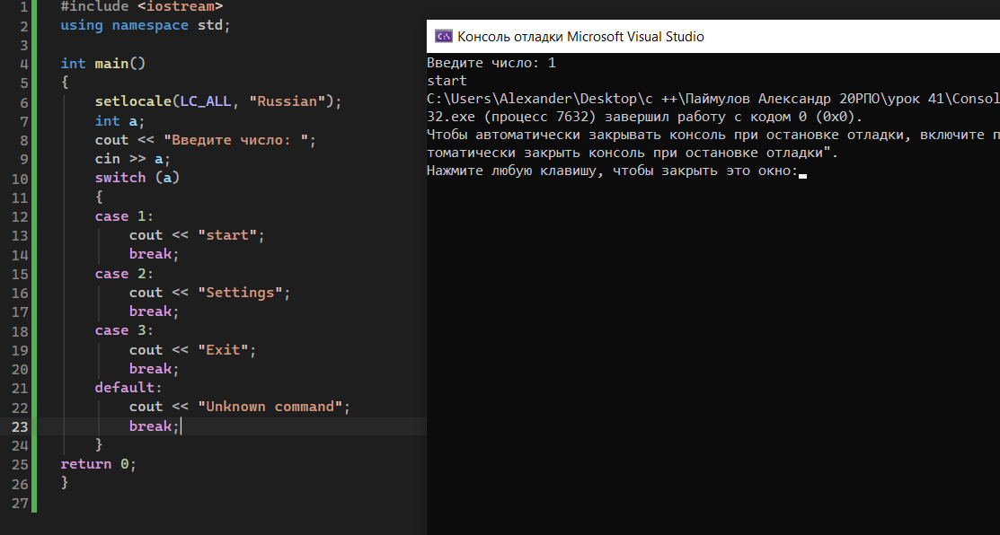 1 #include <iostream>
2 using namespace std;
3
4 int main()
5 {
6 setlocale(LC_ALL, "Russian");
7 int a;
8 cout << "Введите число: ";
9 cin >> a;
10 switch (a)
11 {
12 case 1:
13 cout << "start";
14 break;
15 case 2:
16 cout << "Settings";
17 break;
18 case 3:
19 cout << "Exit";
20 break;
21 default:
22 cout << "Unknown command";
23 break;
24 }
25 return 0;
26 }
27
Консоль отладки Microsoft Visual Studio
Введите число: 1
start
C:\Users\Alexander\Desktop\c ++\Паймулов Александр 20РПО\урок 41\Consol
32.exe (процесс 7632) завершил работу с кодом 0 (0x0).
Чтобы автоматически закрывать консоль при остановке отладки, включите п
томатически закрыть консоль при остановке отладки".
Нажмите любую клавишу, чтобы закрыть это окно: